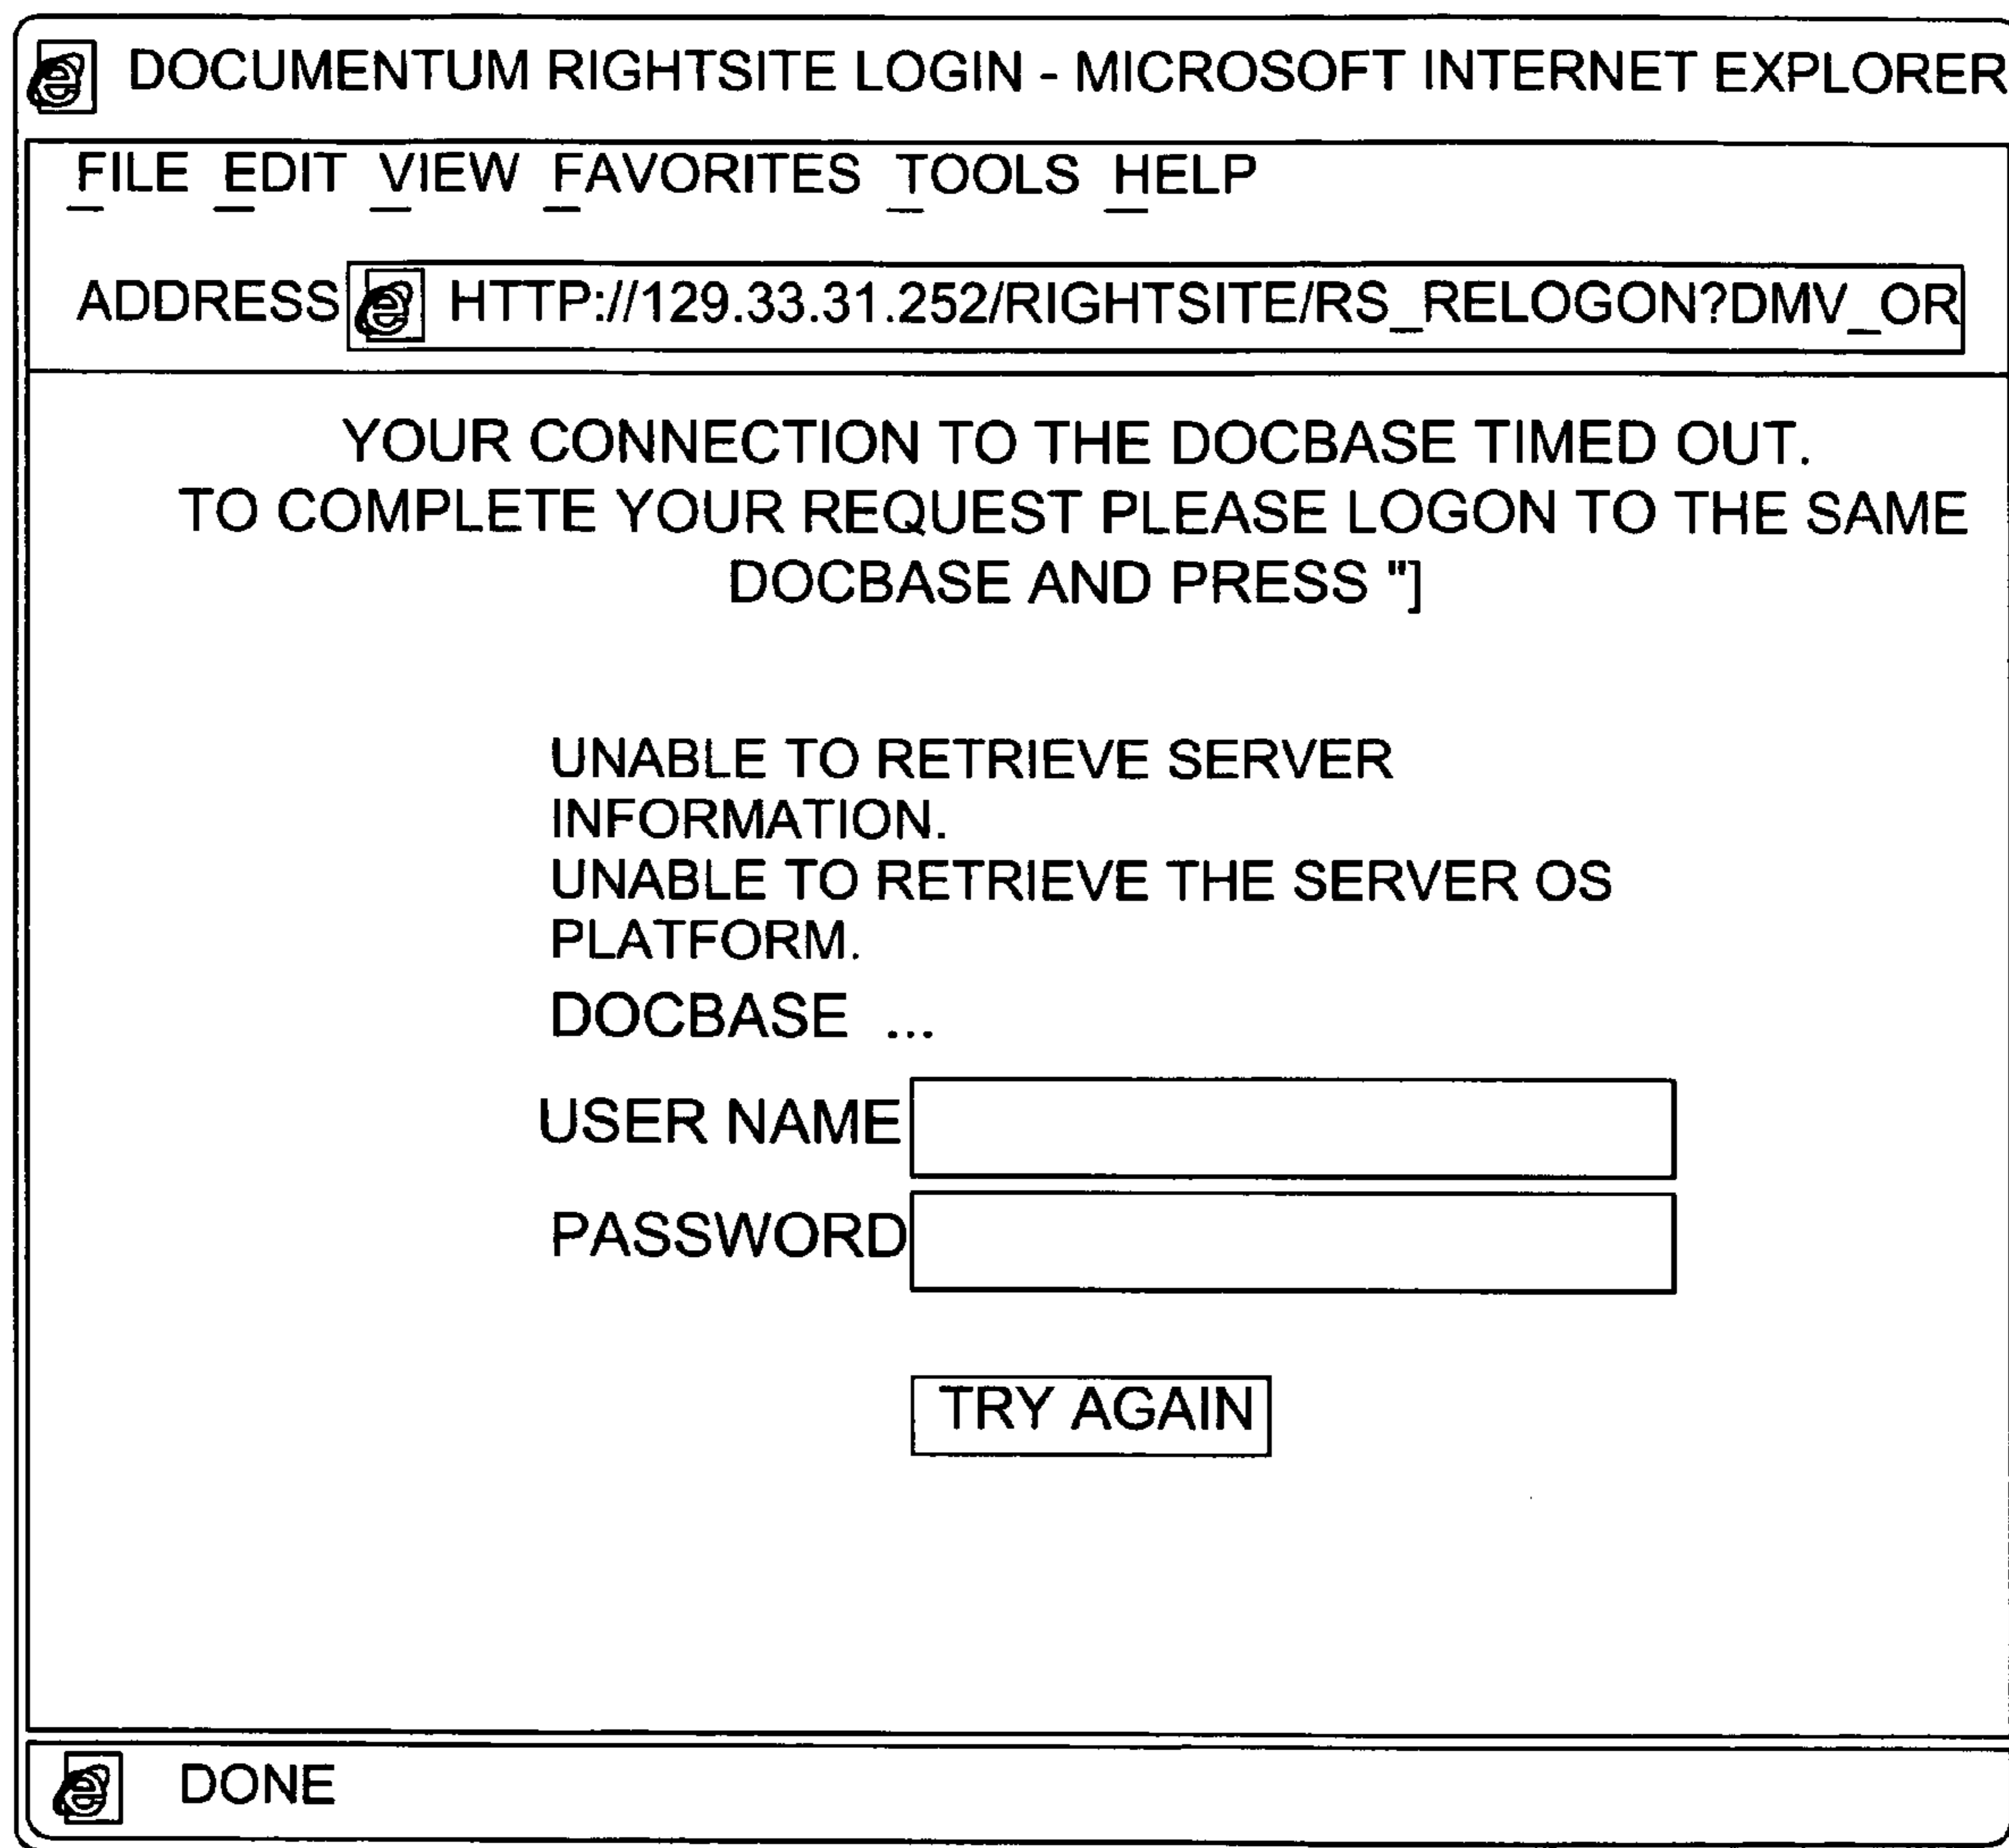 DOCUMENTUM RIGHTSITE LOGIN - MICROSOFT INTERNET EXPLORER
FILE EDIT VIEW FAVORITES TOOLS HELP
ADDRESS HTTP://129.33.31.252/RIGHTSITE/RS_RELOGON?DMV_OR
YOUR CONNECTION TO THE DOCBASE TIMED OUT.
TO COMPLETE YOUR REQUEST PLEASE LOGON TO THE SAME
DOCBASE AND PRESS "]
UNABLE TO RETRIEVE SERVER
INFORMATION.
UNABLE TO RETRIEVE THE SERVER OS
PLATFORM.
DOCBASE ...
USER NAME
PASSWORD
TRY AGAIN
DONE